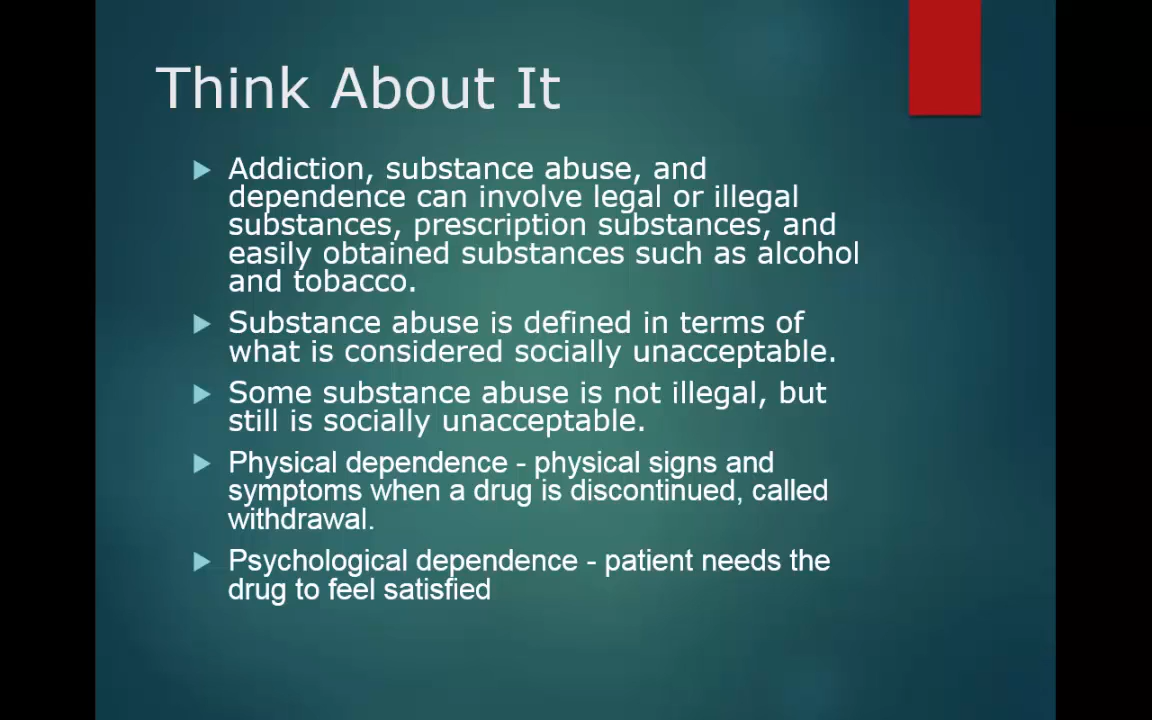 Think About It
Addiction, substance abuse, and
dependence can involve legal or illegal
substances, prescription substances, and
easily obtained substances such as alcohol
and tobacco.
Substance abuse is defined in terms of
what is considered socially unacceptable.
Some substance abuse is not illegal, but
still is socially unacceptable.
Physical dependence - physical signs and
symptoms when a drug is discontinued, called
withdrawal.
Psychological dependence - patient needs the
drug to feel satisfied